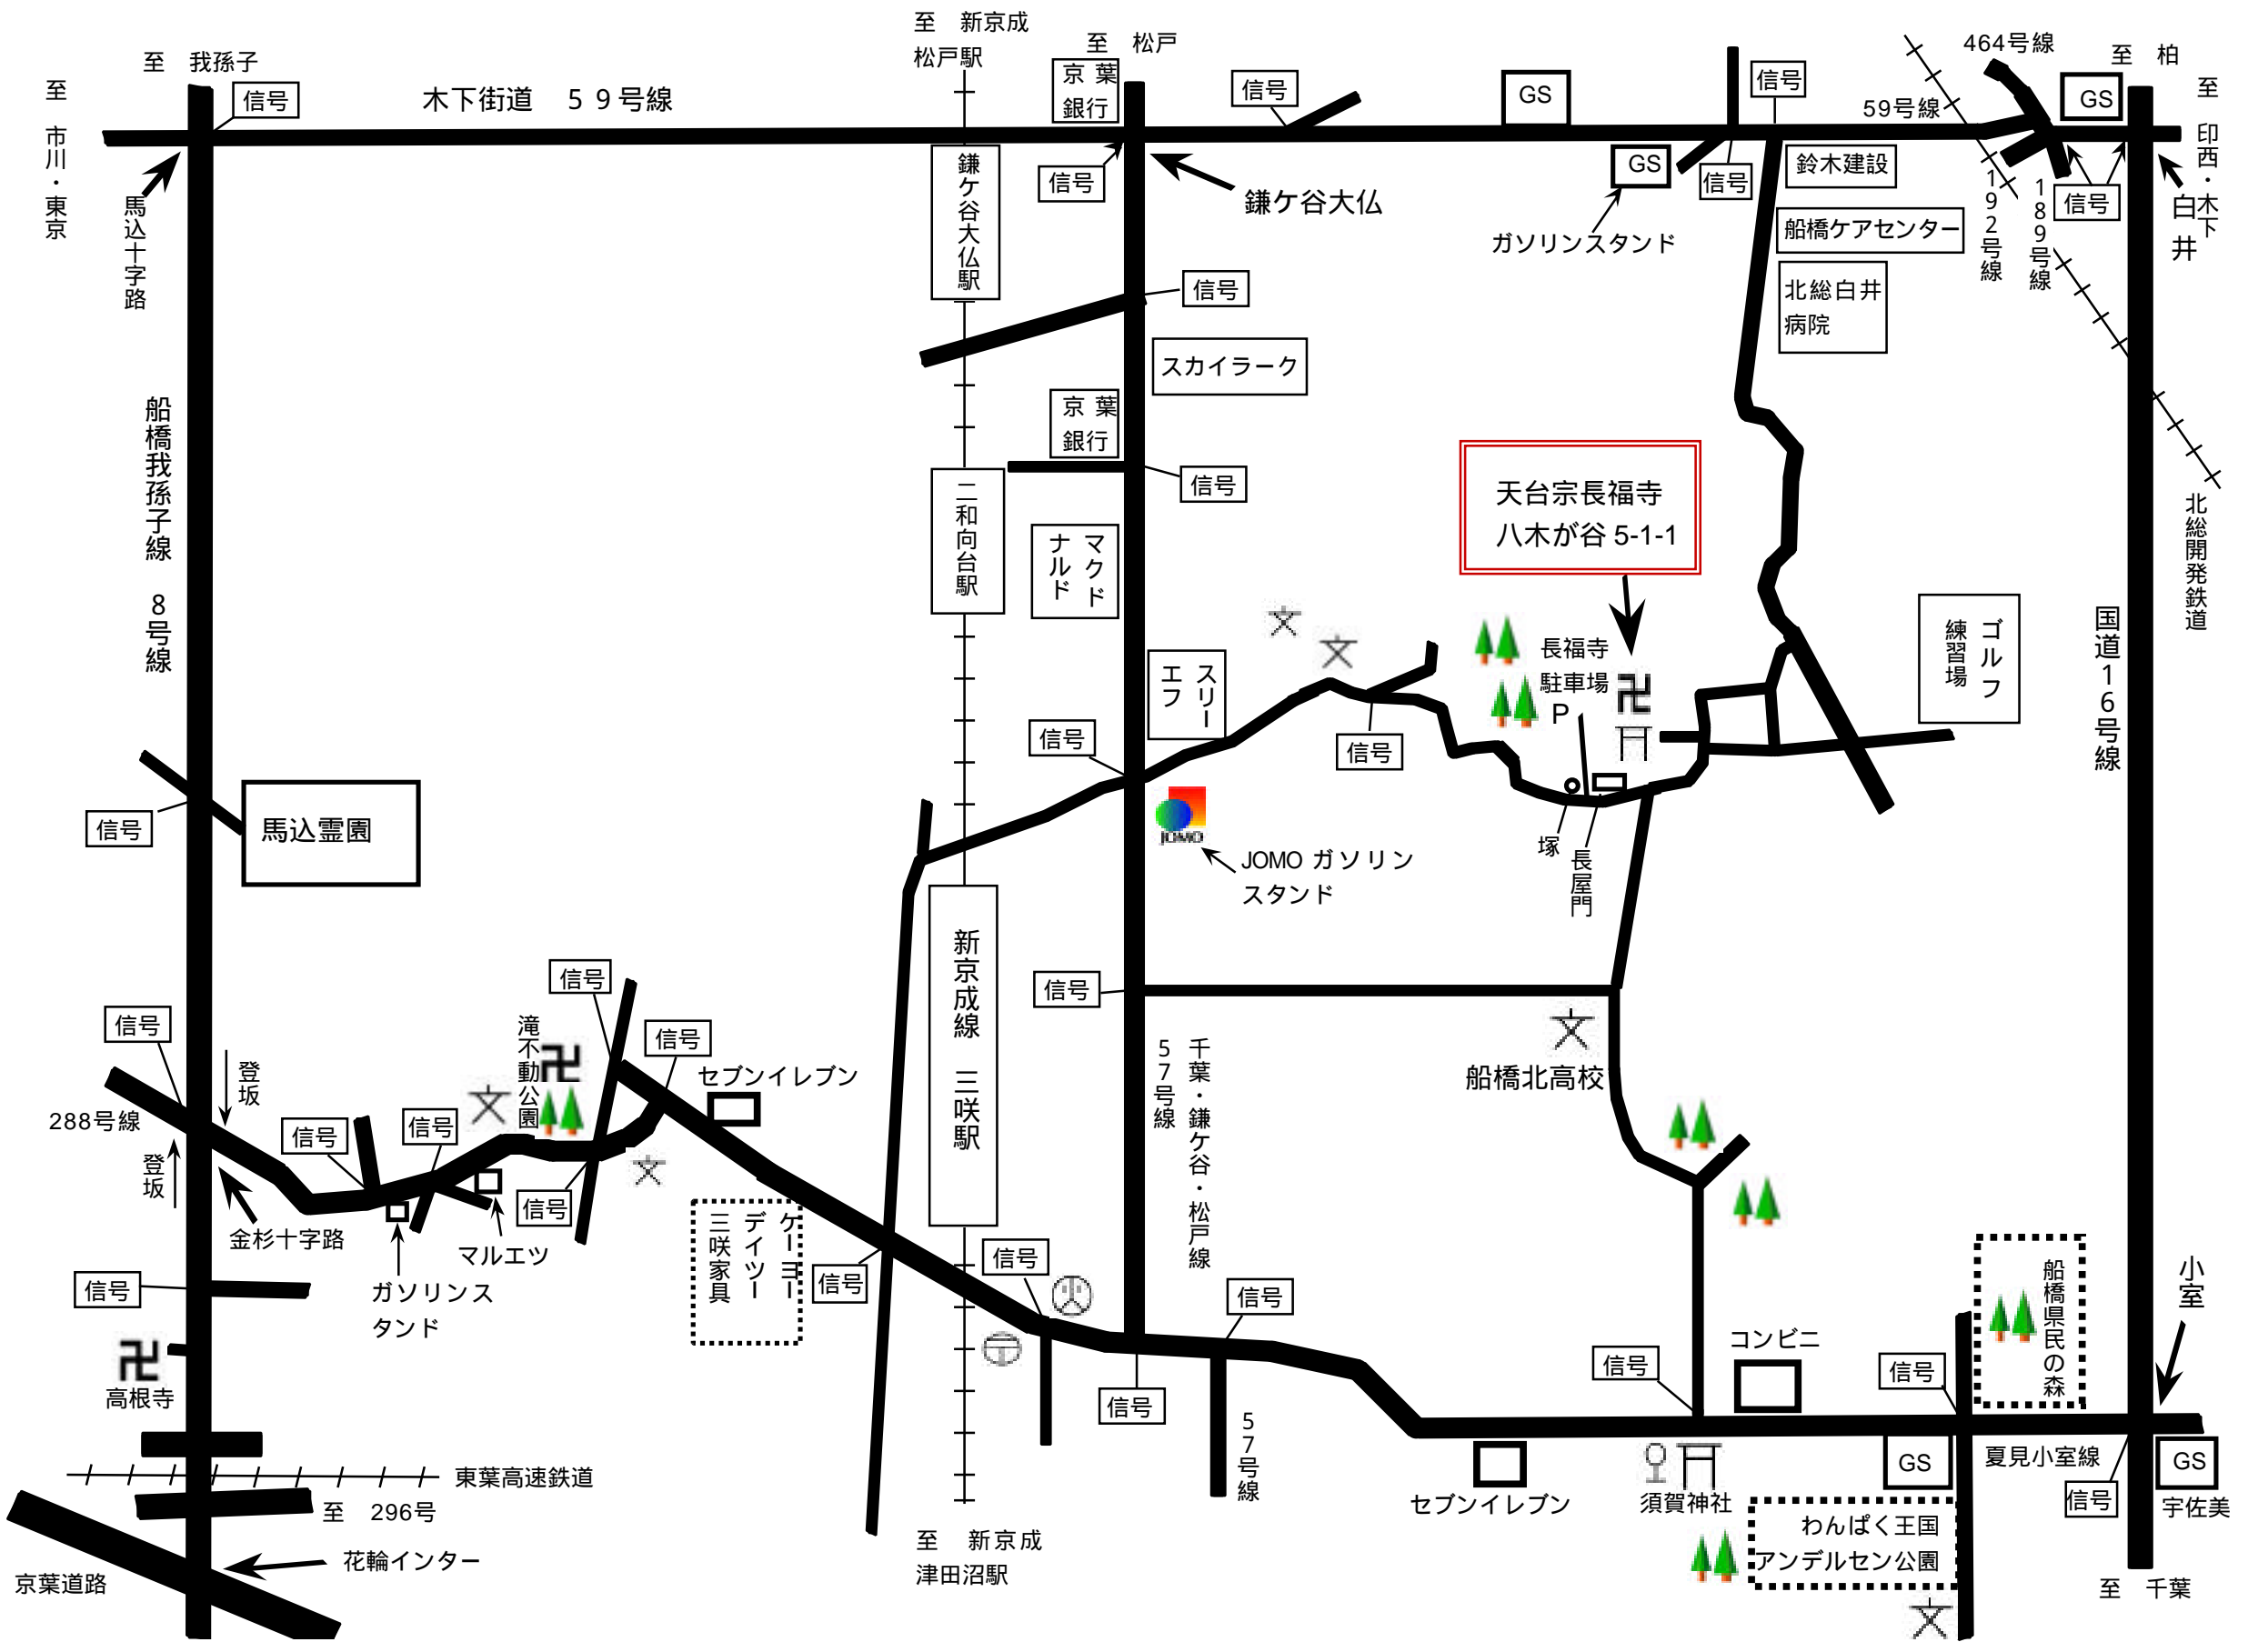 至　新京成
松戸駅
至　松戸
464号線
至　柏
至　我孫子
至　市川・東京
信号
木下街道　５９号線
京葉
銀行
信号
GS
信号
59号線
GS
至　印西・木下
馬込十字路
鎌ケ谷大仏駅
信号
鎌ケ谷大仏
GS
ガソリンスタンド
信号
鈴木建設
船橋ケアセンター
北総白井
病院
192号線
189号線
信号
白井
信号
スカイラーク
船橋我孫子線　8号線
京葉
銀行
信号
二和向台駅
マクド
ナルド
天台宗長福寺
八木が谷 5-1-1
北総開発鉄道
国道16号線
ゴルフ
練習場
長福寺
駐車場
P
スリー
エフ
信号
信号
信号
馬込霊園
JOMO
JOMO ガソリン
スタンド
塚
長屋門
新京成線　三咲駅
信号
信号
信号
信号
滝不動公園
登坂
288号線
登坂
セブンイレブン
千葉・鎌ケ谷・松戸線
57号線
船橋北高校
信号
信号
信号
金杉十字路
マルエツ
ガソリンス
タンド
ケーヨー
デイツー
三咲家具
信号
信号
信号
信号
高根寺
信号
57号線
信号
コンビニ
信号
船橋県民の森
小室
東葉高速鉄道
至　296号
花輪インター
京葉道路
至　新京成
津田沼駅
セブンイレブン
須賀神社
GS
夏見小室線
GS
信号
宇佐美
わんぱく王国
アンデルセン公園
至　千葉